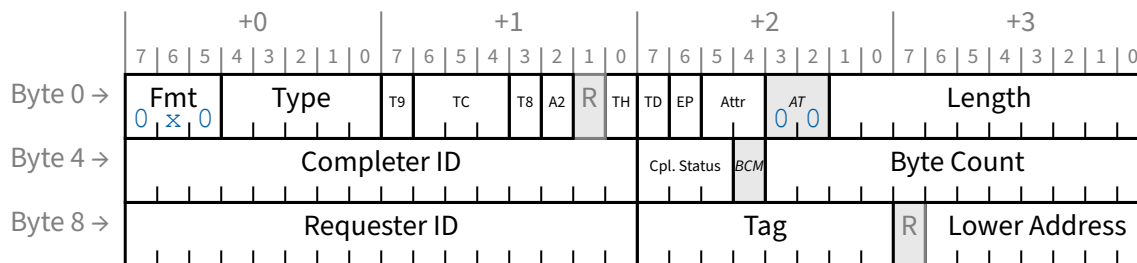 +0 +1 +2 +3
7 6 5 4 3 2 1 0 7 6 5 4 3 2 1 0 7 6 5 4 3 2 1 0 7 6 5 4 3 2 1 0
Byte 0 → Fmt Type T9 TC T8 A2 R TH TD EP Attr AT Length
0 x 0 0 0
Byte 4 → Completer ID Cpl. Status BCM Byte Count
Byte 8 → Requester ID Tag R Lower Address